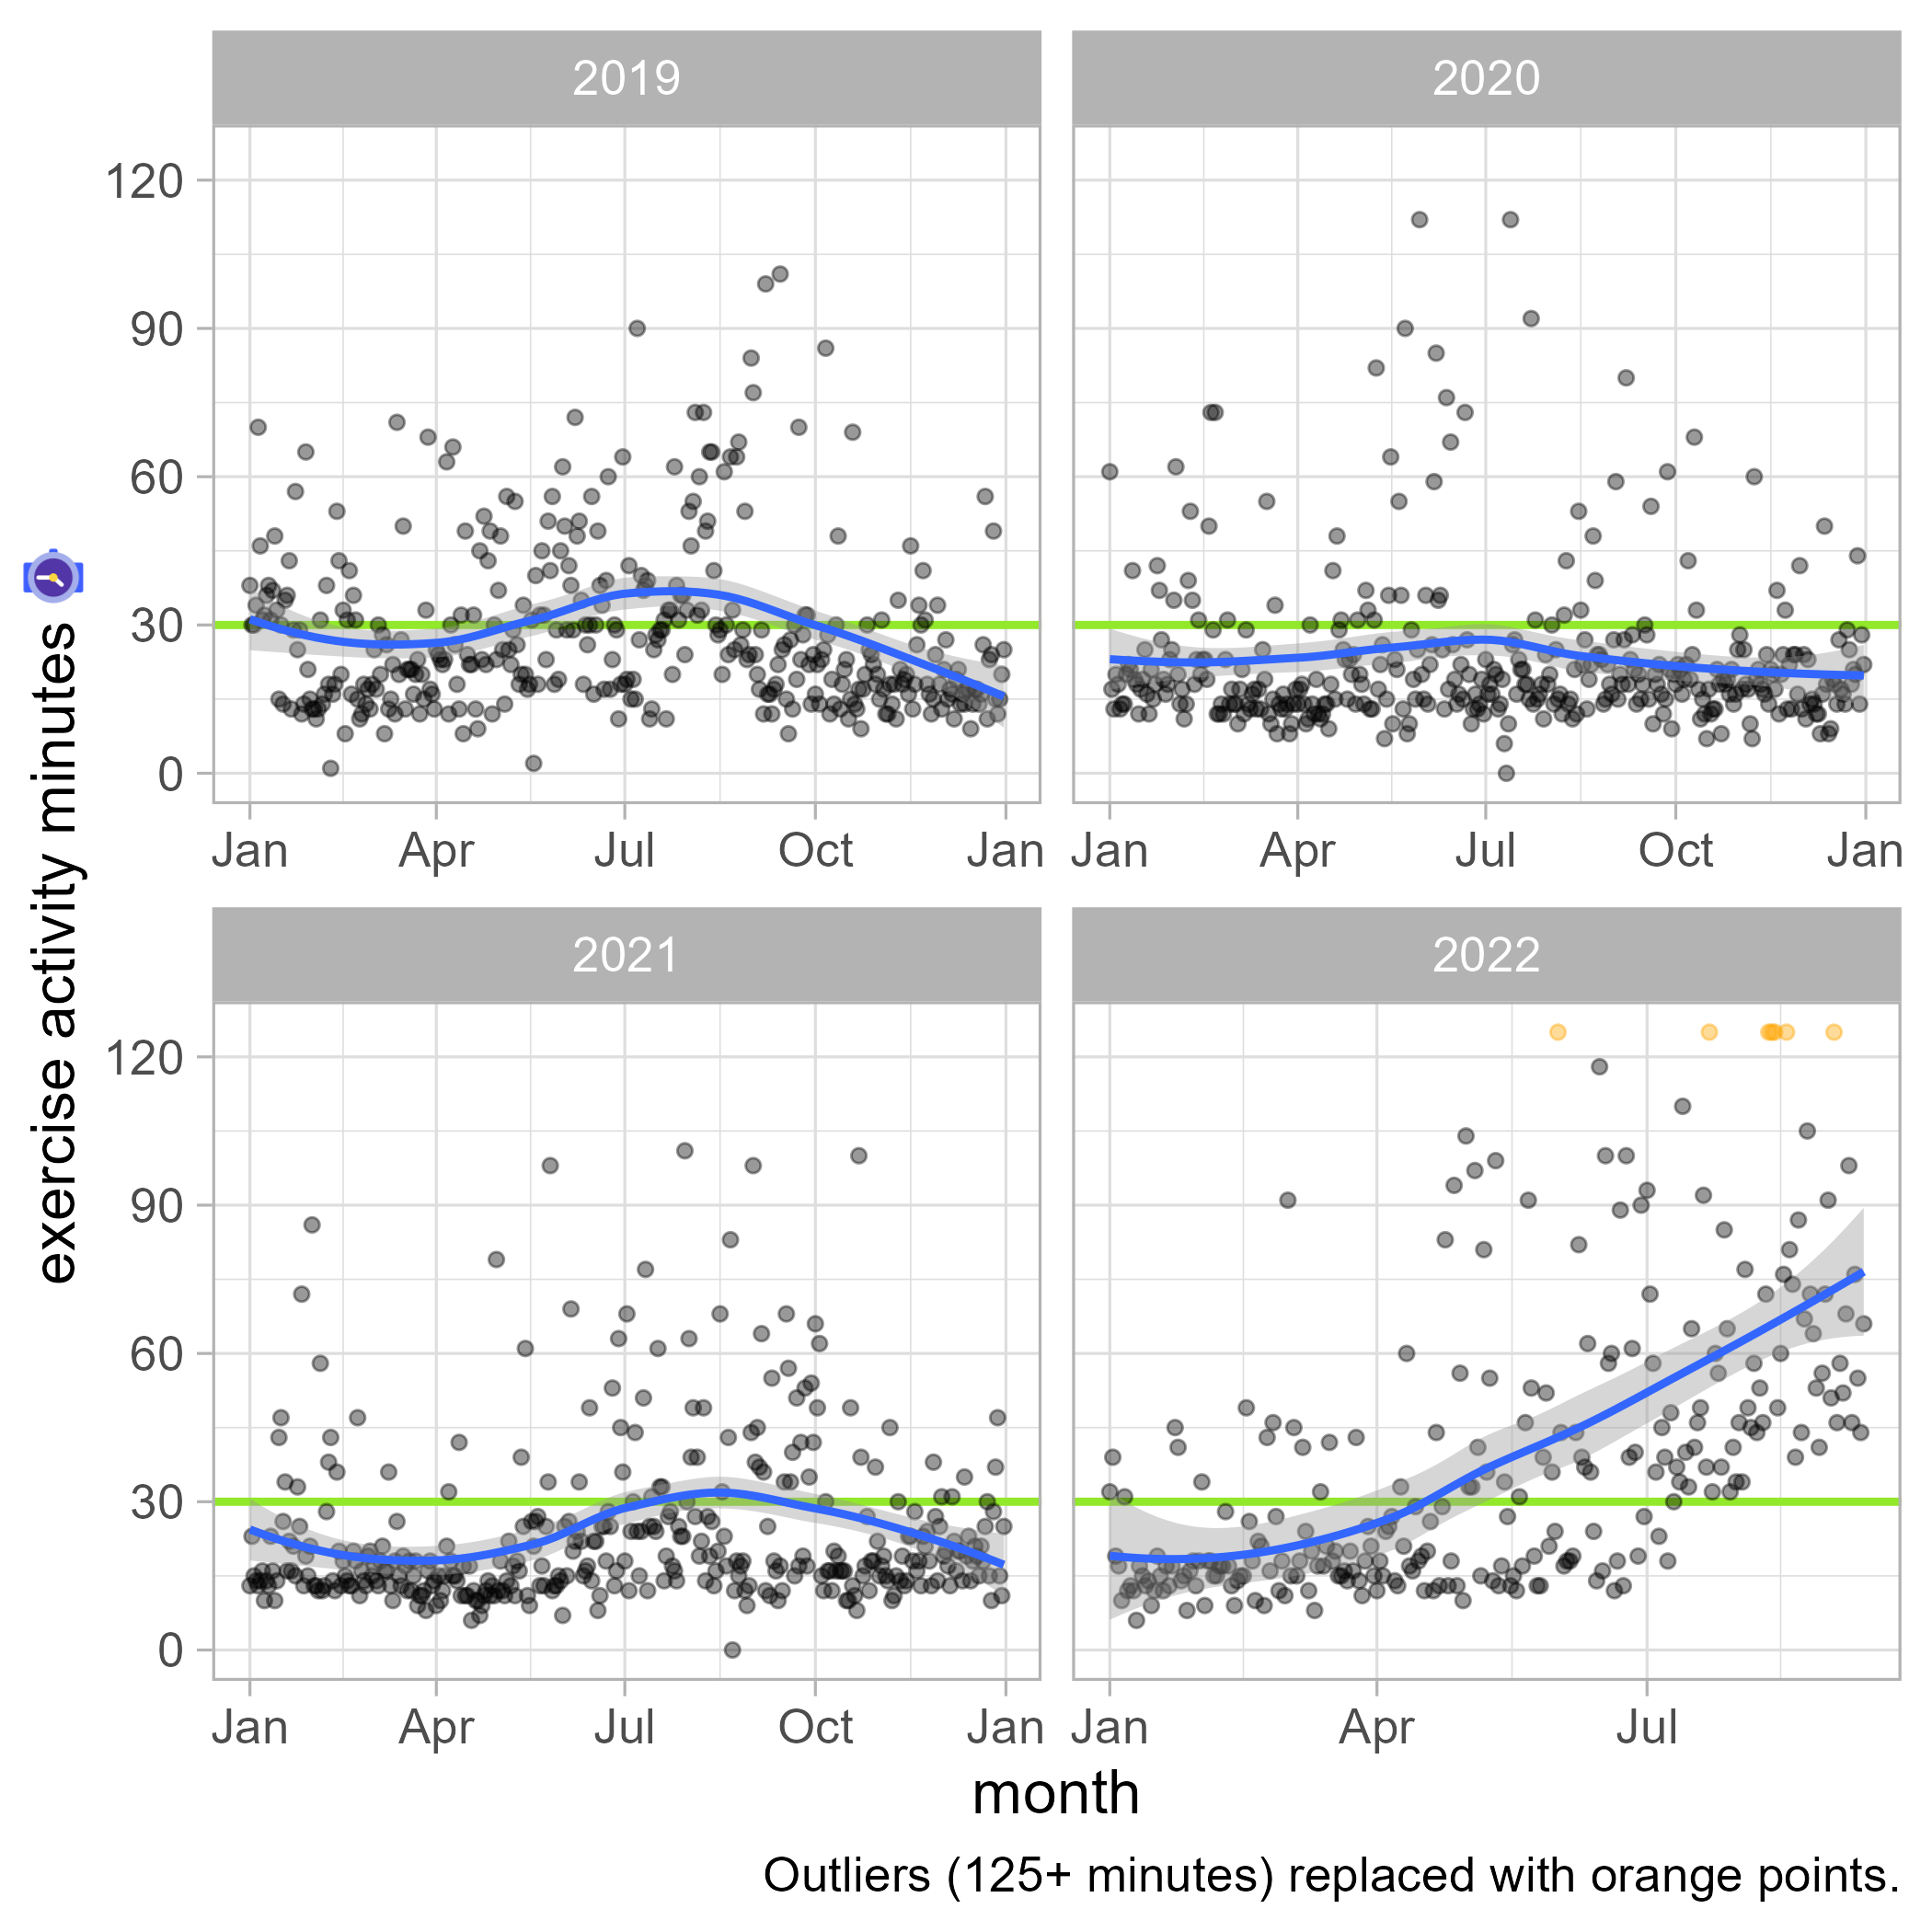 2019
2020
120
90
60
30
0
Jan Apr Jul Oct Jan
Jan Apr Jul Oct Jan
2021
2022
120
90
60
30
0
Jan Apr Jul Oct Jan
Jan Apr Jul
exercise activity minutes
month
Outliers (125+ minutes) replaced with orange points.